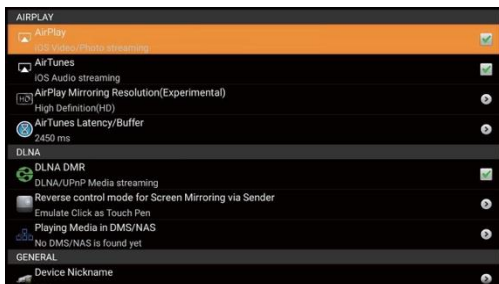 AIRPLAY
AirPlay
iOS Video/Photo streaming
AirTunes
iOS Audio streaming
AirPlay Mirroring Resolution(Experimental)
High Definition(HD)
AirTunes Latency/Buffer
2450 ms
DLNA
DLNA DMR
DLNA/UPnP Media streaming
Reverse control mode for Screen Mirroring via Sender
Emulate Click as Touch Pen
Playing Media in DMS/NAS
No DMS/NAS is found yet
GENERAL
Device Nickname